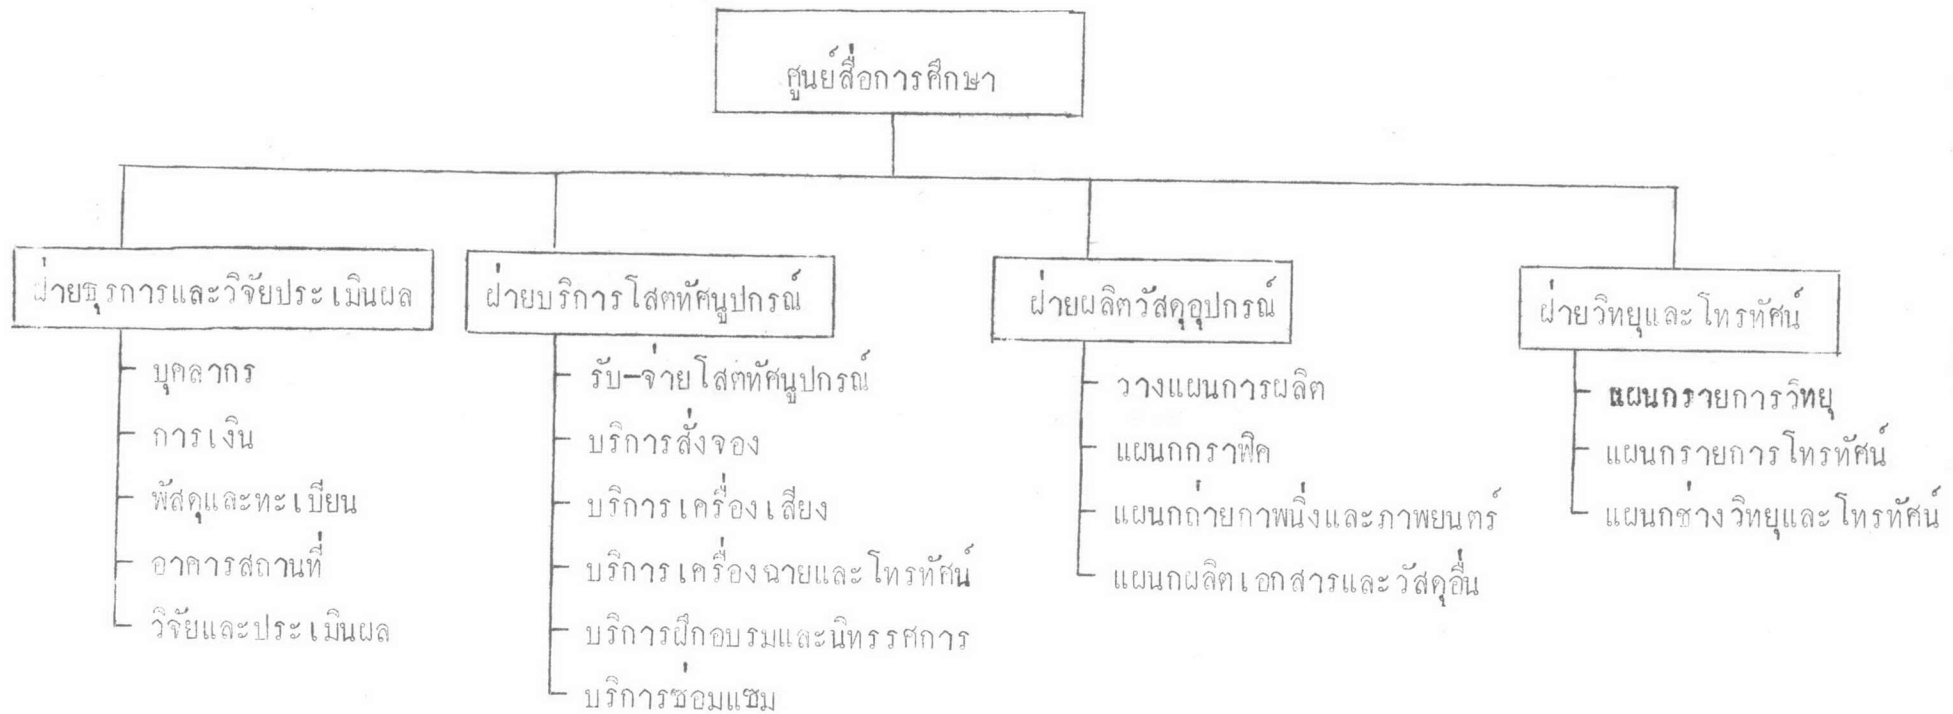 ศูนย์สื่อการศึกษา
ฝ่ายธุรการและวิจัยประเมินผล
บุคลากร
การเงิน
พัสดุและทะเบียน
อาคารสถานที่
วิจัยและประเมินผล
ฝ่ายบริการโสตทัศนูปกรณ์
รับ-จ่ายโสตทัศนูปกรณ์
บริการสั่งจอง
บริการเครื่องเสียง
บริการเครื่องฉายและโทรทัศน์
บริการฝึกอบรมและนิทรรศการ
บริการซ่อมแซม
ฝ่ายผลิตวัสดุอุปกรณ์
วางแผนการผลิต
แผนกกราฟิค
แผนกถ่ายภาพนิ่งและภาพยนตร์
แผนกผลิตเอกสารและวัสดุอื่น
ฝ่ายวิทยุและโทรทัศน์
แผนกรายการวิทยุ
แผนกรายการโทรทัศน์
แผนกช่างวิทยุและโทรทัศน์